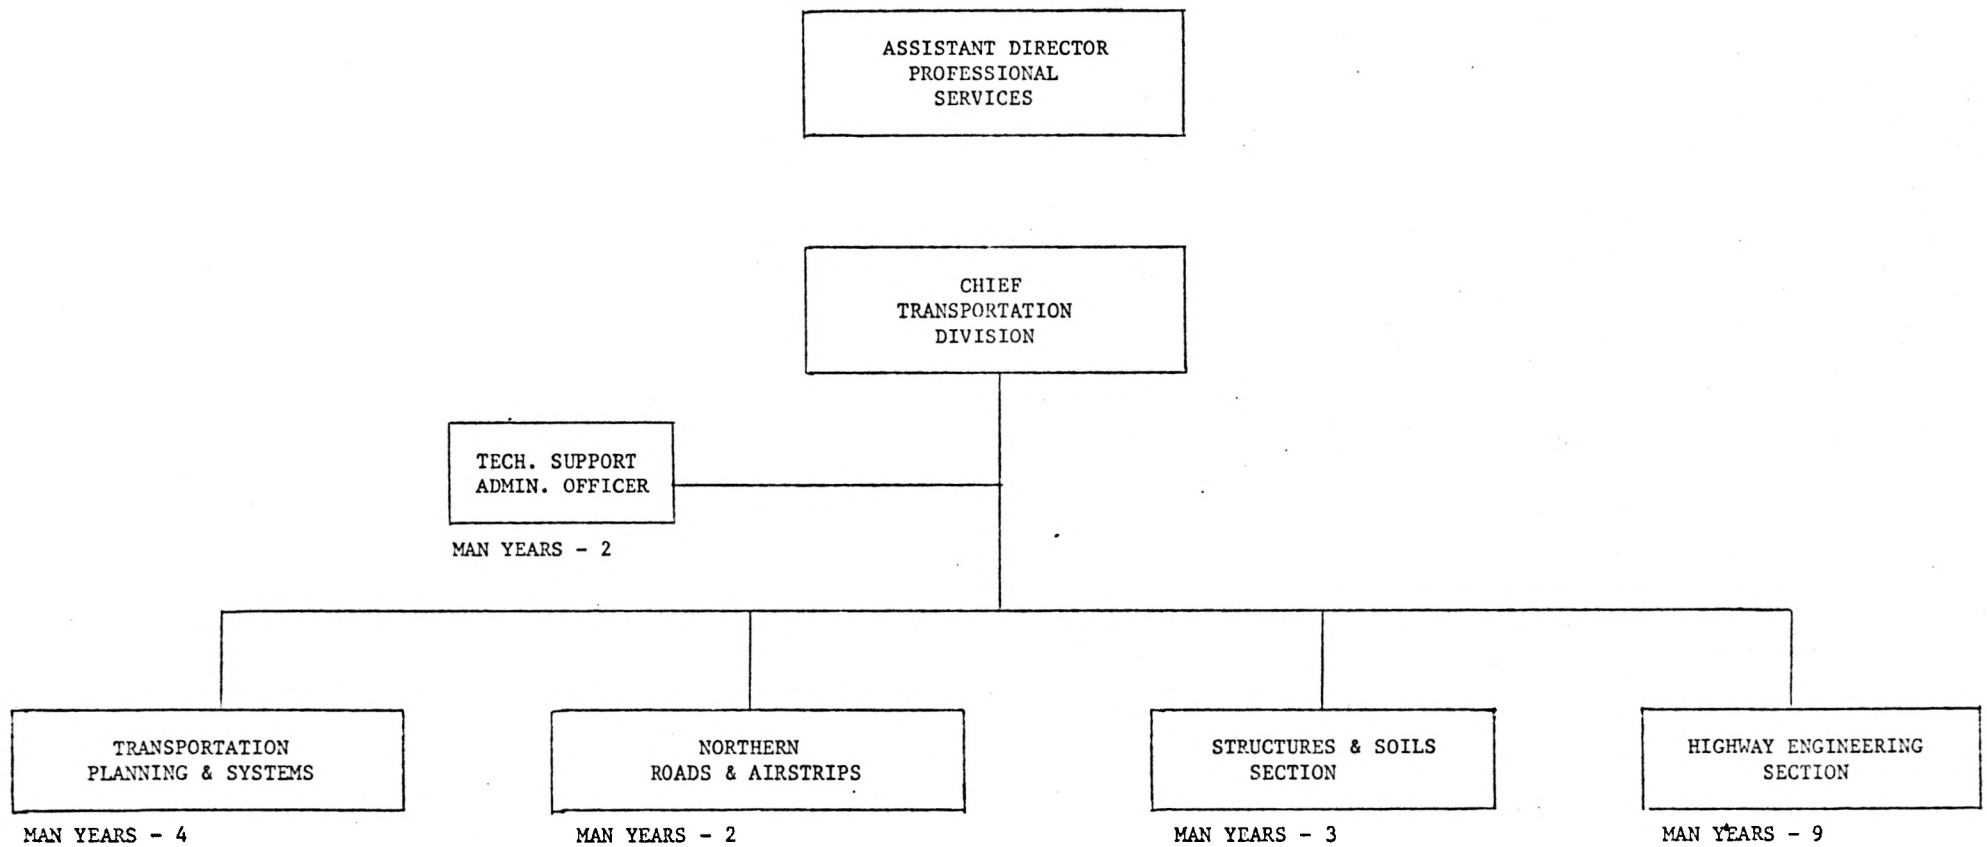 ASSISTANT DIRECTOR
PROFESSIONAL
SERVICES
CHIEF
TRANSPORTATION
DIVISION
TECH. SUPPORT
ADMIN. OFFICER
MAN YEARS - 2
TRANSPORTATION
PLANNING & SYSTEMS
MAN YEARS - 4
NORTHERN
ROADS & AIRSTRIPS
MAN YEARS - 2
STRUCTURES & SOILS
SECTION
MAN YEARS - 3
HIGHWAY ENGINEERING
SECTION
MAN YEARS - 9